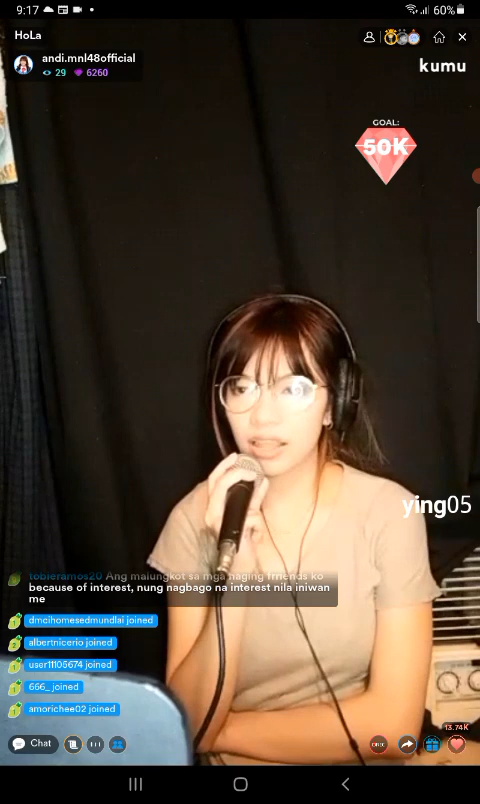 9:17
60%
HoLa
andi.mnl48official
29 6260
kumu
GOAL:
50K
ying05
tobieramos20 Ang malungkot sa mga naging frriends ko
because of interest, nung nagbago na interest nila iniwan
me
dmcihomesedmundlai joined
albertnicerio joined
user11105674 joined
666_ joined
amorichee02 joined
13.74K
Chat